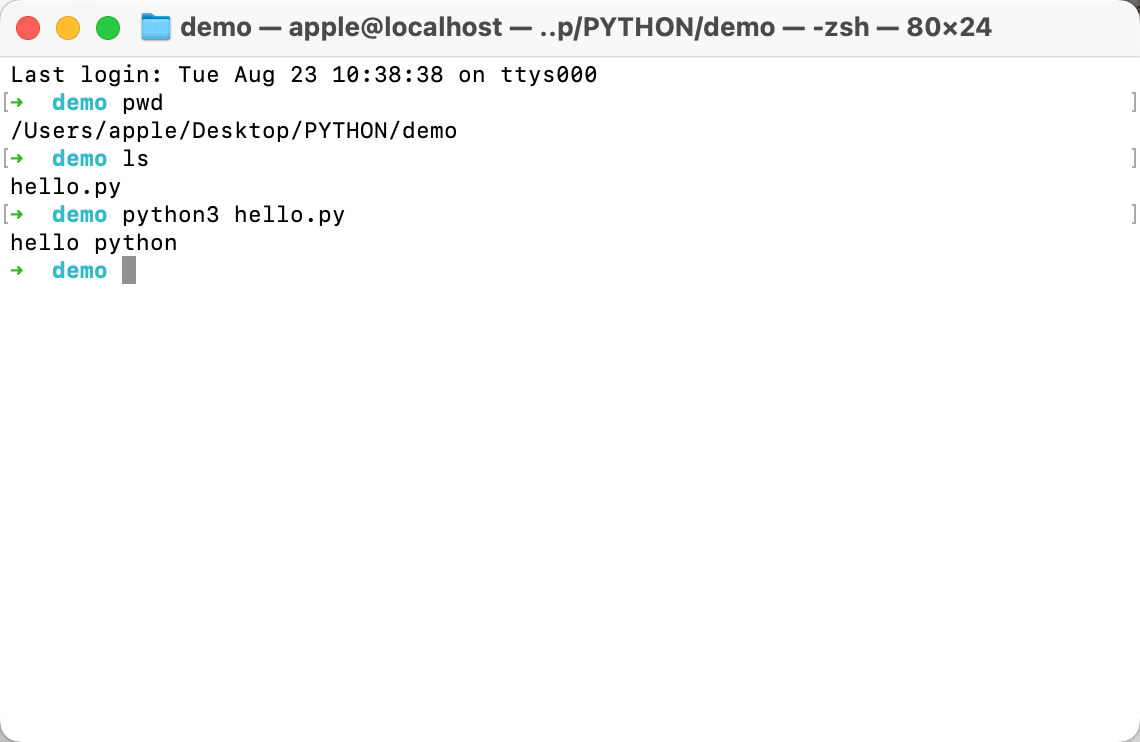 demo — apple@localhost — ..p/PYTHON/demo — -zsh — 80×24
Last login: Tue Aug 23 10:38:38 on ttys000
[➜  demo pwd ]
/Users/apple/Desktop/PYTHON/demo
[➜  demo ls ]
hello.py
[➜  demo python3 hello.py ]
hello python
➜  demo